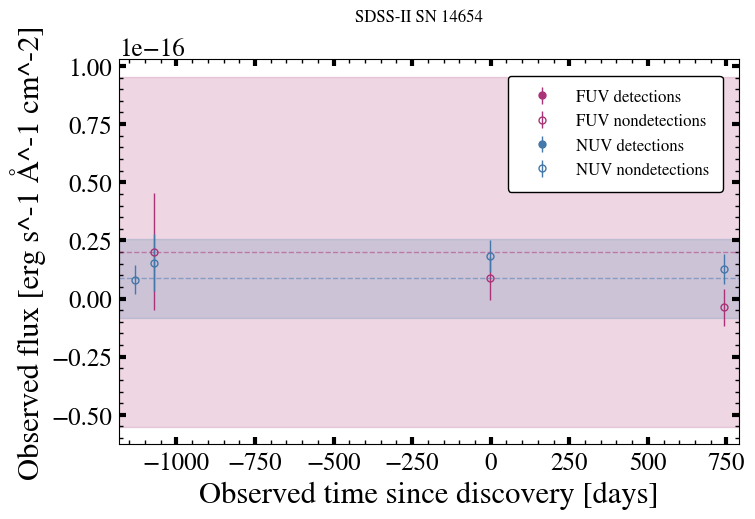 SDSS-II SN 14654
1e−16
1.00
0.75
0.50
0.25
0.00
−0.25
−0.50
Observed flux [erg s^-1 Å^-1 cm^-2]
FUV detections
FUV nondetections
NUV detections
NUV nondetections
−1000 −750 −500 −250 0 250 500 750
Observed time since discovery [days]